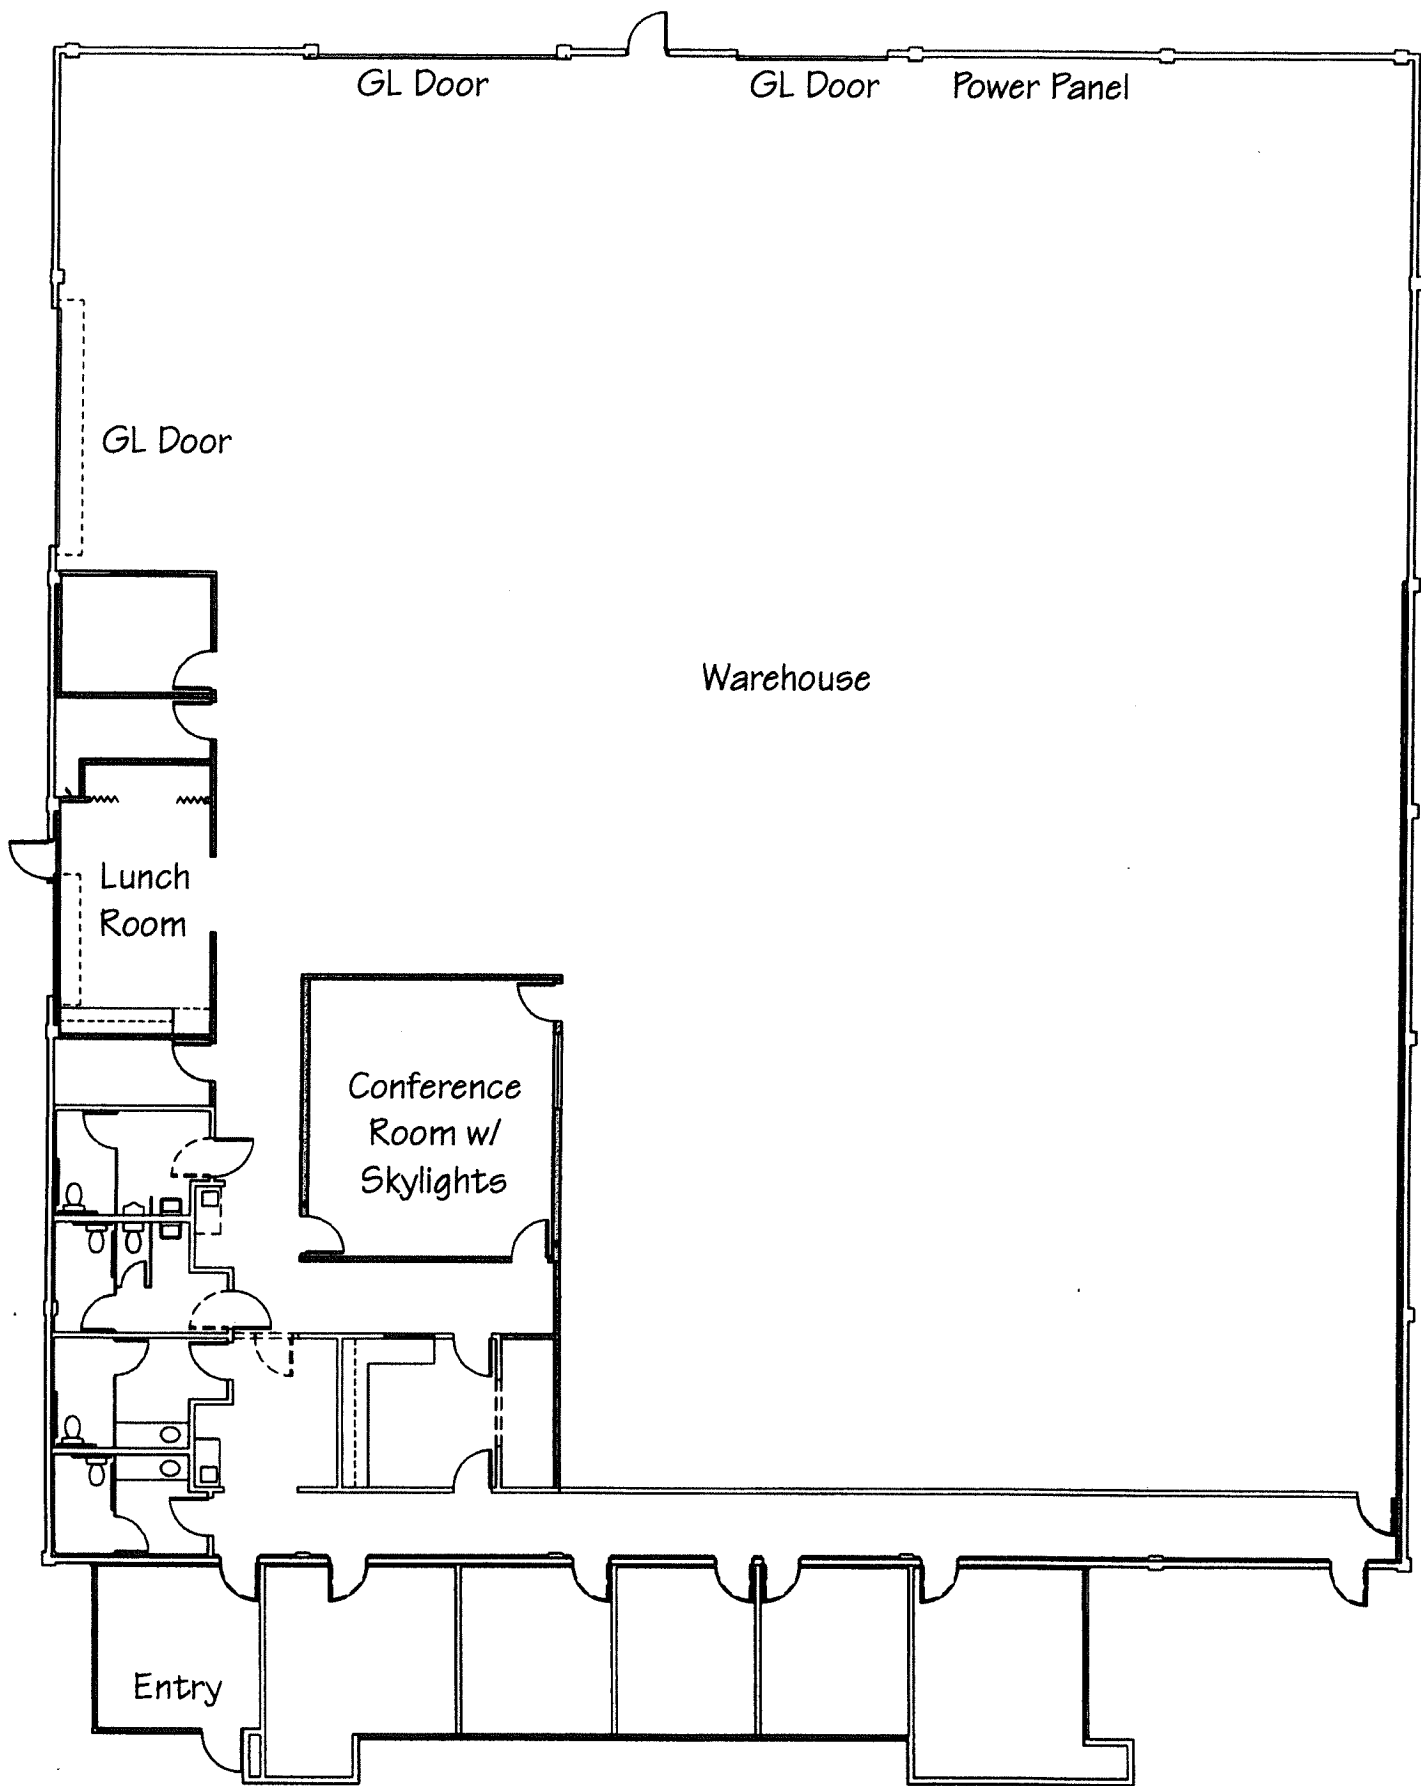 GL Door
GL Door
Power Panel
GL Door
Warehouse
Lunch
Room
Conference
Room w/
Skylights
Entry